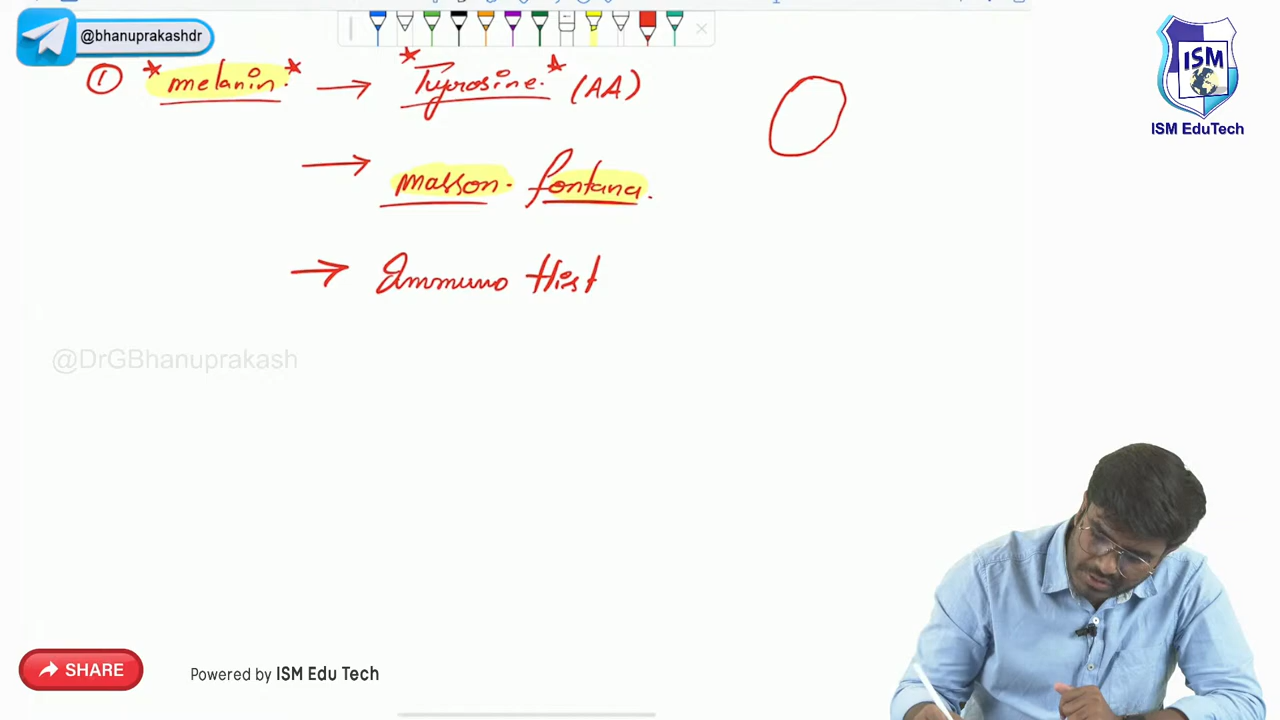 @bhanuprakashdr
ISM
ISM EduTech
① *melanin* → *Tyrosine.* (AA)
→ Masson. fontana.
→ Immuno Hist
@DrGBhanuprakash
SHARE
Powered by ISM Edu Tech